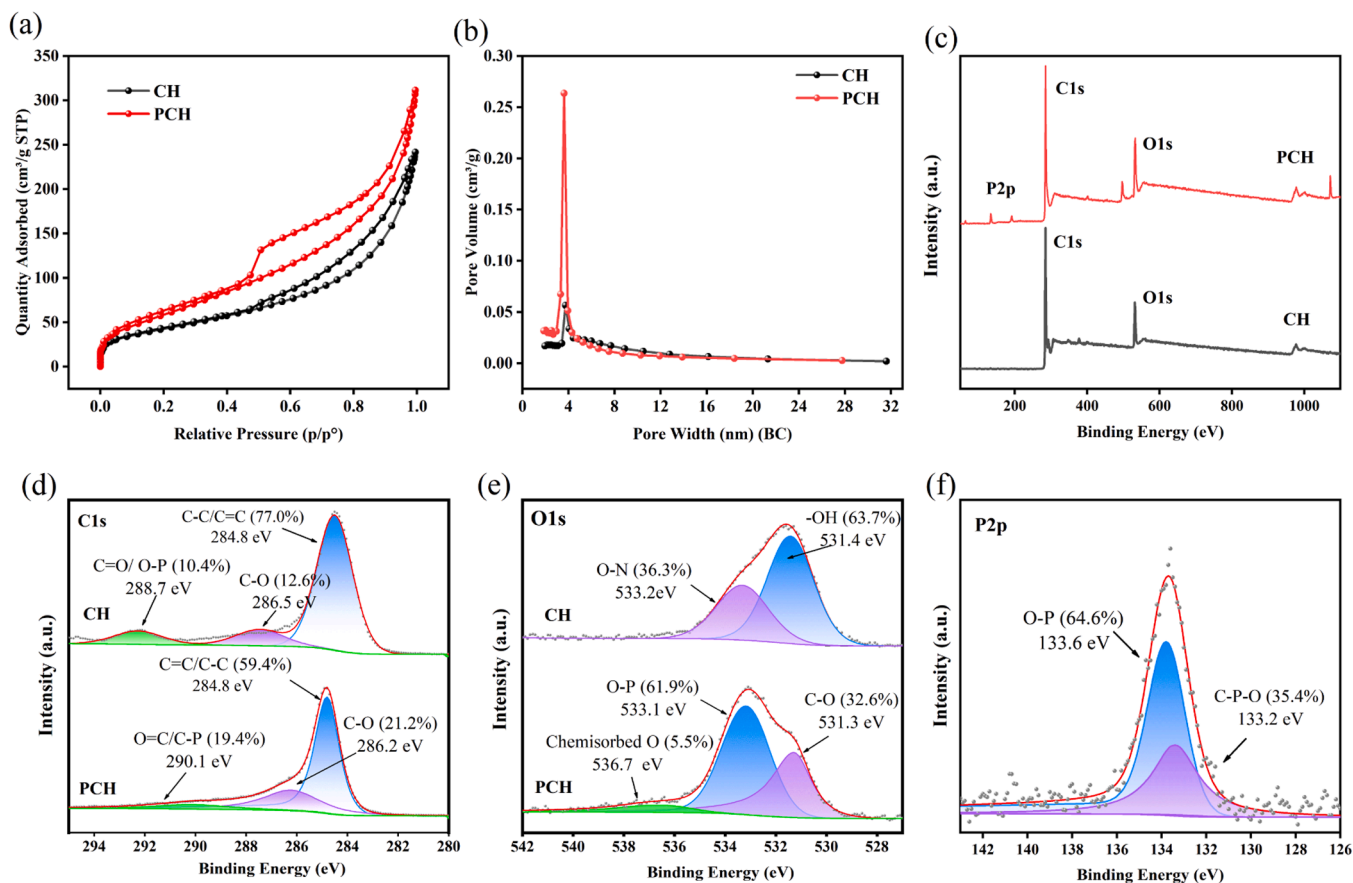 (a)
350
300
250
200
150
100
50
0
Quantity Adsorbed (cm³/g STP)
CH
PCH
0.0 0.2 0.4 0.6 0.8 1.0
Relative Pressure (p/p°)
(b)
0.30
0.25
0.20
0.15
0.10
0.05
0.00
Pore Volume (cm³/g)
CH
PCH
0 4 8 12 16 20 24 28 32
Pore Width (nm) (BC)
(c)
Intensity (a.u.)
C1s
O1s
PCH
P2p
C1s
O1s
CH
200 400 600 800 1000
Binding Energy (eV)
(d)
C1s
Intensity (a.u.)
C-C/C=C (77.0%)
284.8 eV
C=O/ O-P (10.4%)
288.7 eV
C-O (12.6%)
286.5 eV
CH
C=C/C-C (59.4%)
284.8 eV
C-O (21.2%)
286.2 eV
O=C/C-P (19.4%)
290.1 eV
PCH
294 292 290 288 286 284 282 280
Binding Energy (eV)
(e)
O1s
Intensity (a.u.)
-OH (63.7%)
531.4 eV
O-N (36.3%)
533.2eV
CH
O-P (61.9%)
533.1 eV
C-O (32.6%)
531.3 eV
Chemisorbed O (5.5%)
536.7 eV
PCH
542 540 538 536 534 532 530 528
Binding Energy (eV)
(f)
P2p
Intensity (a.u.)
O-P (64.6%)
133.6 eV
C-P-O (35.4%)
133.2 eV
142 140 138 136 134 132 130 128 126
Binding Energy (eV)